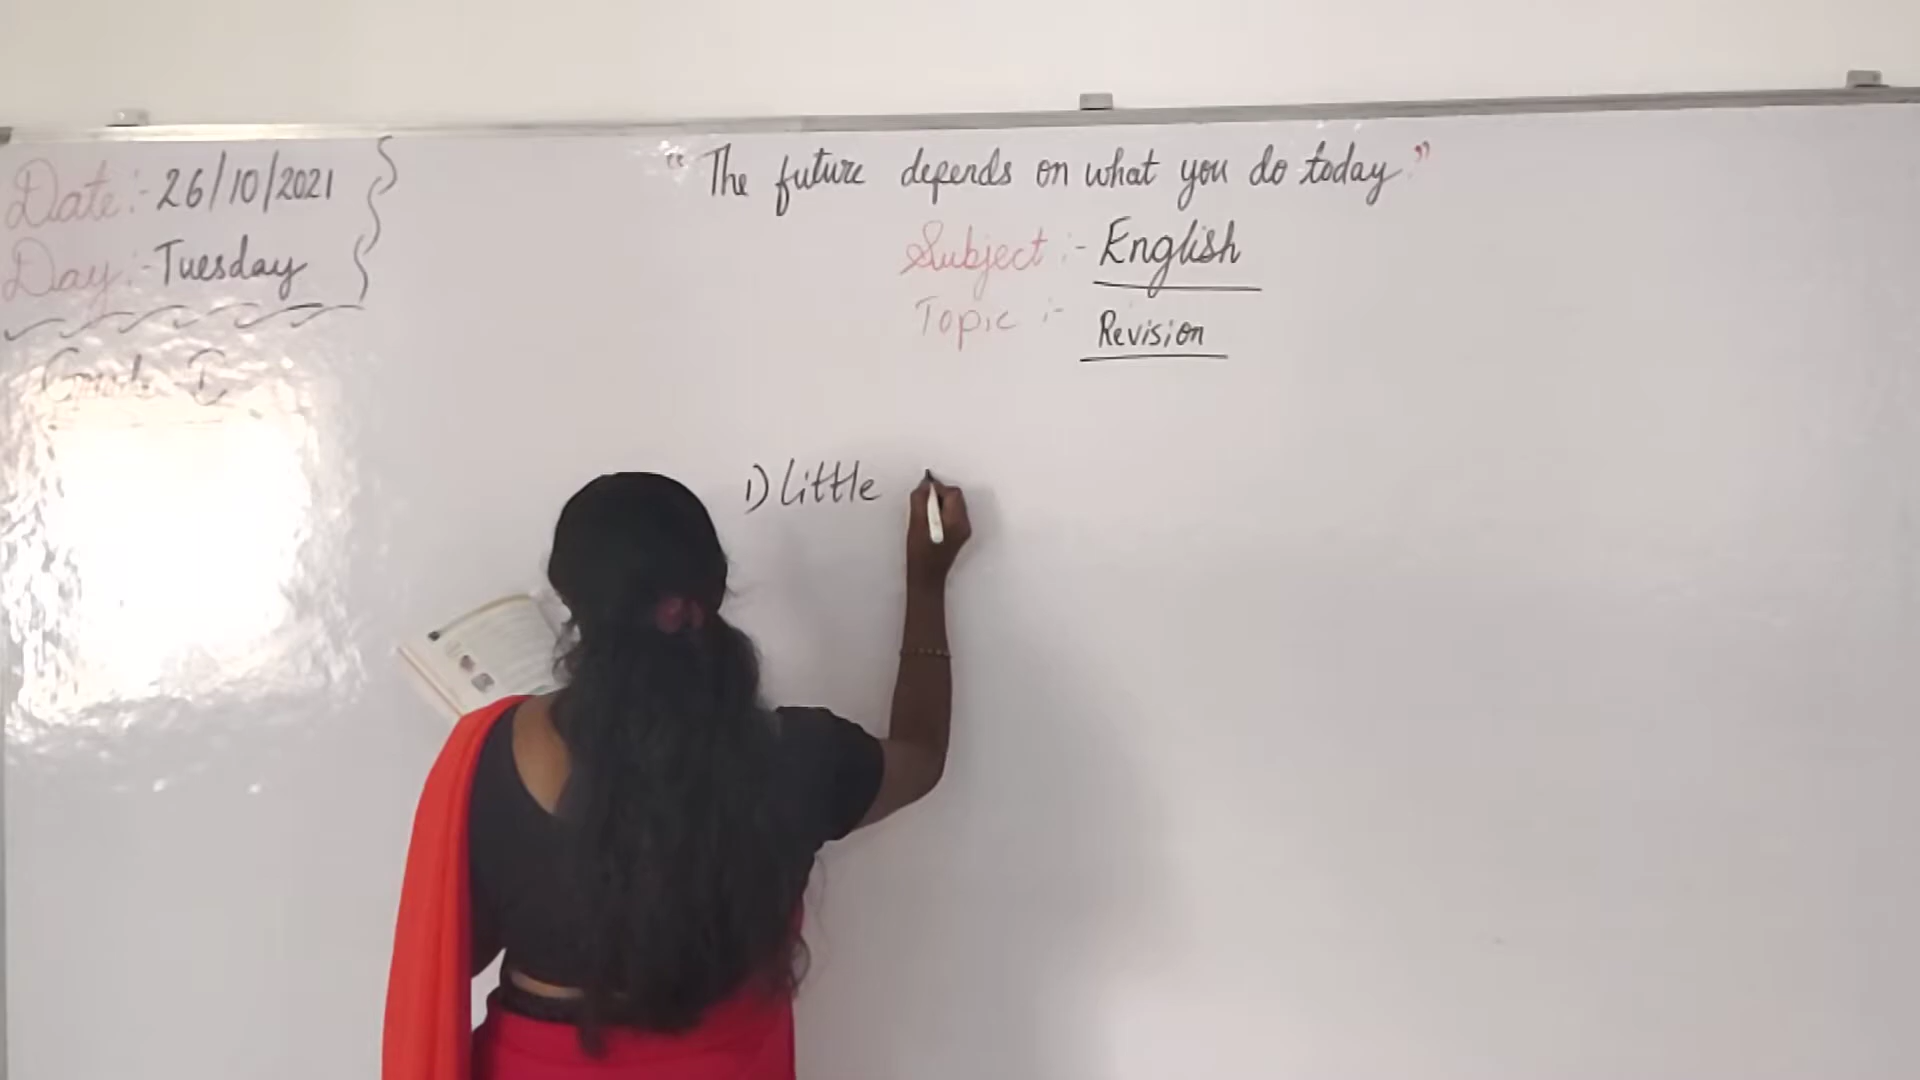 Date:- 26/10/2021
Day:- Tuesday
"The future depends on what you do today."
Subject:- English
Topic:- Revision
1) Little